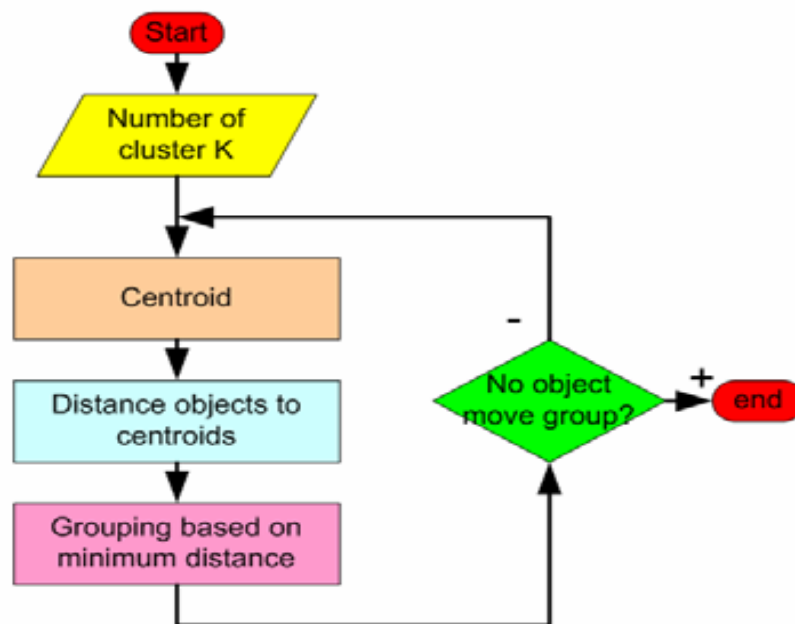 Start
Number of
cluster K
Centroid
Distance objects to
centroids
Grouping based on
minimum distance
-
No object
move group?
+
end